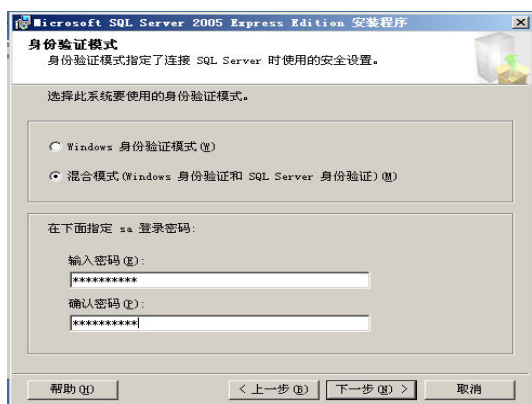 Microsoft SQL Server 2005 Express Edition 安装程序
身份验证模式
身份验证模式指定了连接 SQL Server 时使用的安全设置。
选择此系统要使用的身份验证模式。
Windows 身份验证模式(W)
混合模式(Windows 身份验证和 SQL Server 身份验证)(M)
在下面指定 sa 登录密码:
输入密码(E):
**********
确认密码(P):
**********
帮助(H)
< 上一步(B)
下一步(N) >
取消